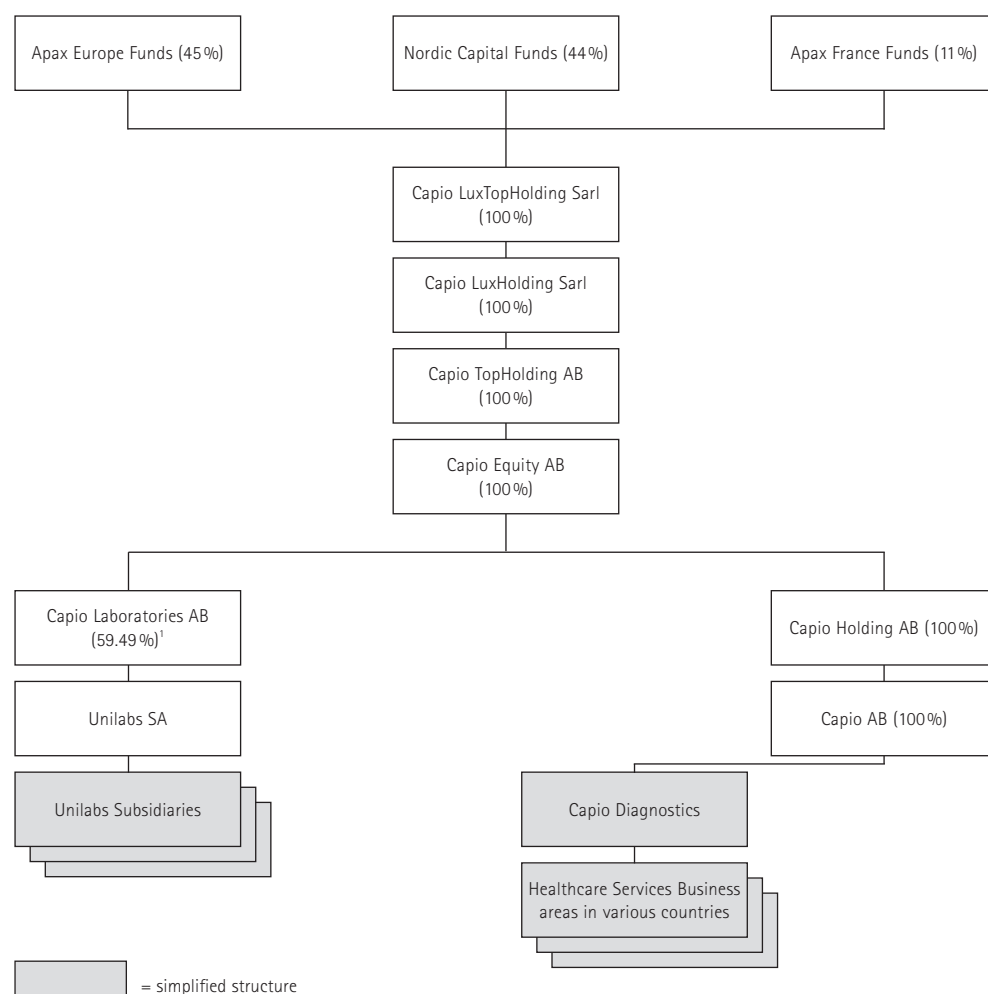 Apax Europe Funds (45%)
Nordic Capital Funds (44%)
Apax France Funds (11%)
Capio LuxTopHolding Sarl
(100%)
Capio LuxHolding Sarl
(100%)
Capio TopHolding AB
(100%)
Capio Equity AB
(100%)
Capio Laboratories AB
(59.49%)¹
Capio Holding AB (100%)
Unilabs SA
Capio AB (100%)
Unilabs Subsidiaries
Capio Diagnostics
Healthcare Services Business
areas in various countries
= simplified structure